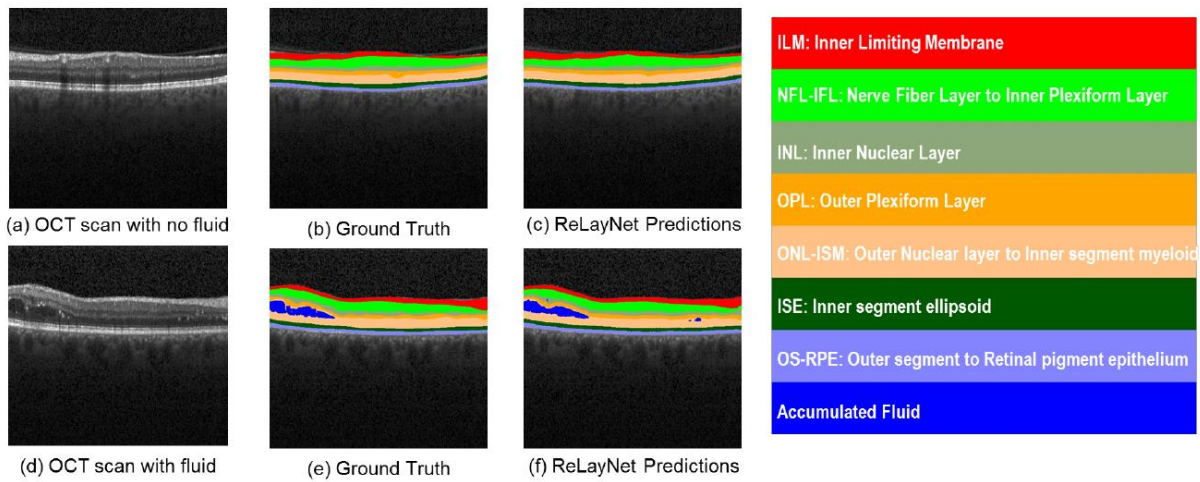 (a) OCT scan with no fluid
(b) Ground Truth
(c) ReLayNet Predictions
(d) OCT scan with fluid
(e) Ground Truth
(f) ReLayNet Predictions
ILM: Inner Limiting Membrane
NFL-IFL: Nerve Fiber Layer to Inner Plexiform Layer
INL: Inner Nuclear Layer
OPL: Outer Plexiform Layer
ONL-ISM: Outer Nuclear layer to Inner segment myeloid
ISE: Inner segment ellipsoid
OS-RPE: Outer segment to Retinal pigment epithelium
Accumulated Fluid